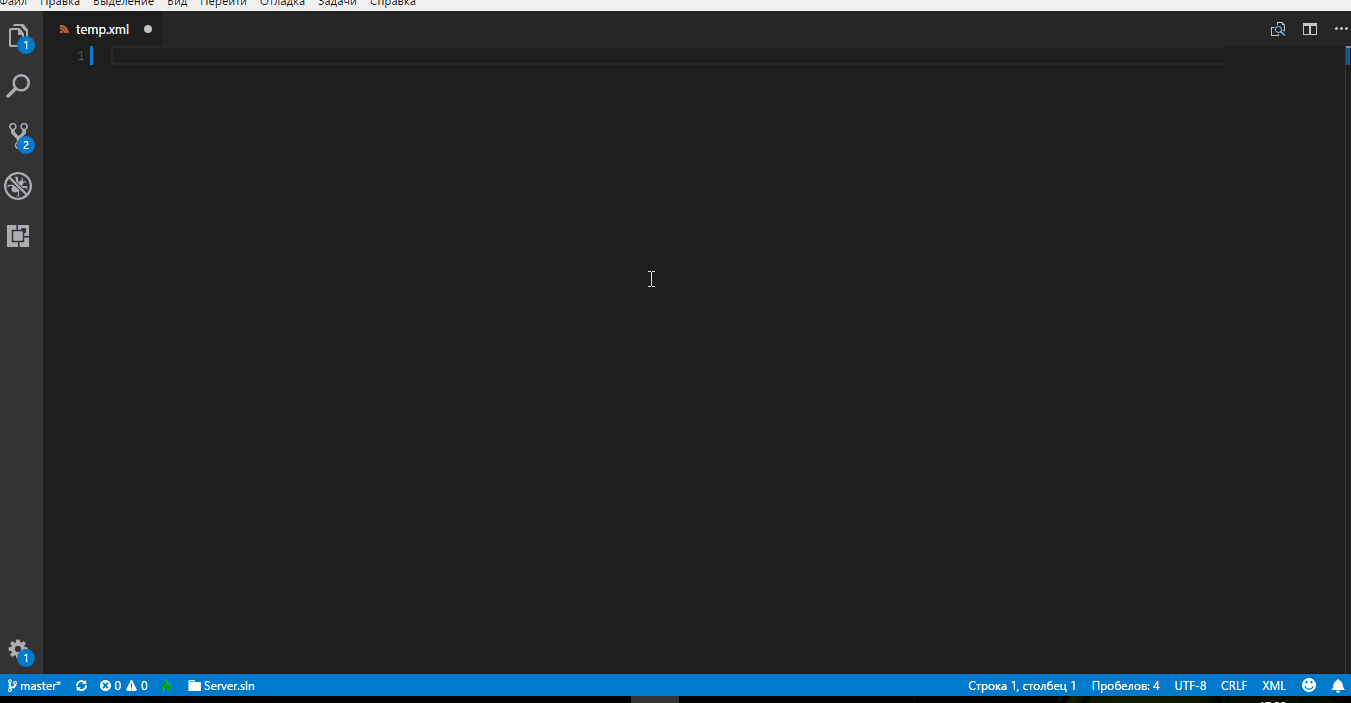 Файл Правка Выделение Вид Перейти Отладка Задачи Справка
temp.xml
1
1
2
1
master* 0 0 Server.sln Строка 1, столбец 1 Пробелов: 4 UTF-8 CRLF XML